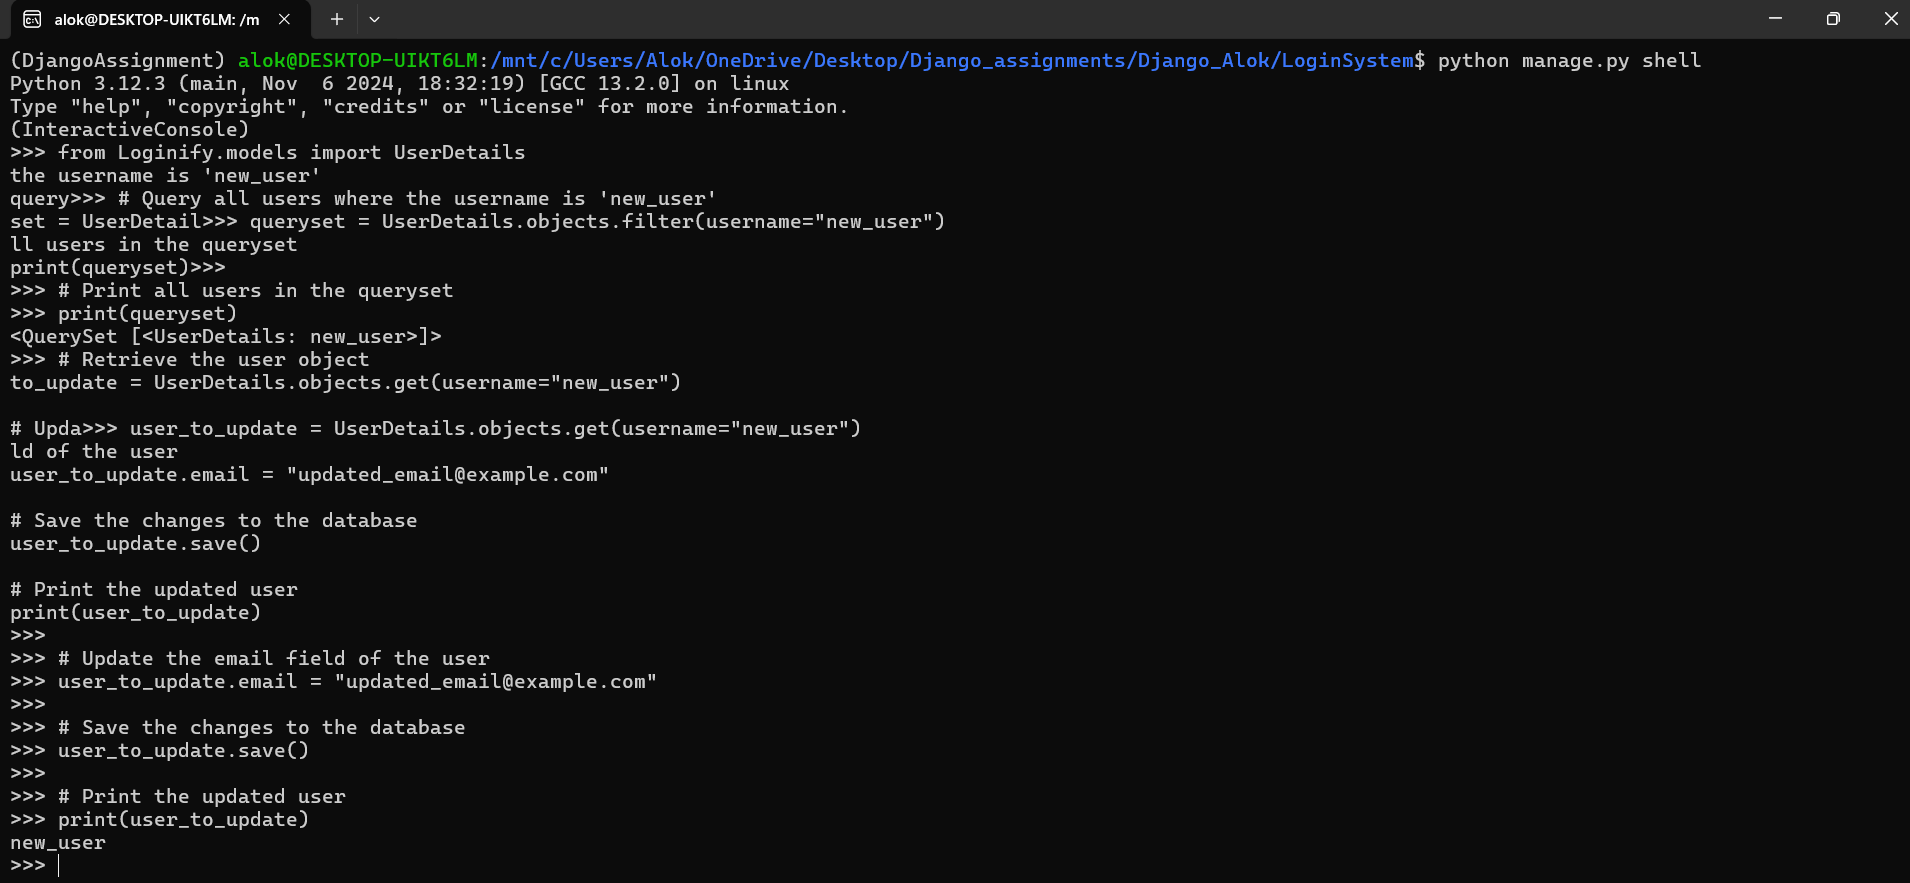 alok@DESKTOP-UIKT6LM: /m
(DjangoAssignment) alok@DESKTOP-UIKT6LM:/mnt/c/Users/Alok/OneDrive/Desktop/Django_assignments/Django_Alok/LoginSystem$ python manage.py shell
Python 3.12.3 (main, Nov  6 2024, 18:32:19) [GCC 13.2.0] on linux
Type "help", "copyright", "credits" or "license" for more information.
(InteractiveConsole)
>>> from Loginify.models import UserDetails
the username is 'new_user'
query>>> # Query all users where the username is 'new_user'
set = UserDetail>>> queryset = UserDetails.objects.filter(username="new_user")
ll users in the queryset
print(queryset)>>>
>>> # Print all users in the queryset
>>> print(queryset)
<QuerySet [<UserDetails: new_user>]>
>>> # Retrieve the user object
to_update = UserDetails.objects.get(username="new_user")
# Upda>>> user_to_update = UserDetails.objects.get(username="new_user")
ld of the user
user_to_update.email = "updated_email@example.com"
# Save the changes to the database
user_to_update.save()
# Print the updated user
print(user_to_update)
>>>
>>> # Update the email field of the user
>>> user_to_update.email = "updated_email@example.com"
>>>
>>> # Save the changes to the database
>>> user_to_update.save()
>>>
>>> # Print the updated user
>>> print(user_to_update)
new_user
>>>